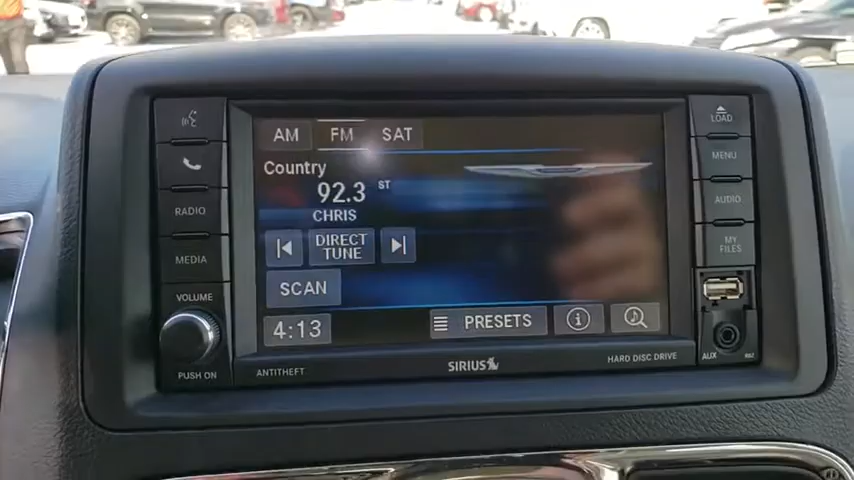 AM FM SAT
Country
92.3 ST
CHRIS
DIRECT
TUNE
SCAN
4:13
PRESETS
RADIO
MEDIA
VOLUME
PUSH ON
ANTITHEFT
SIRIUS
HARD DISC DRIVE
LOAD
MENU
AUDIO
MY
FILES
AUX